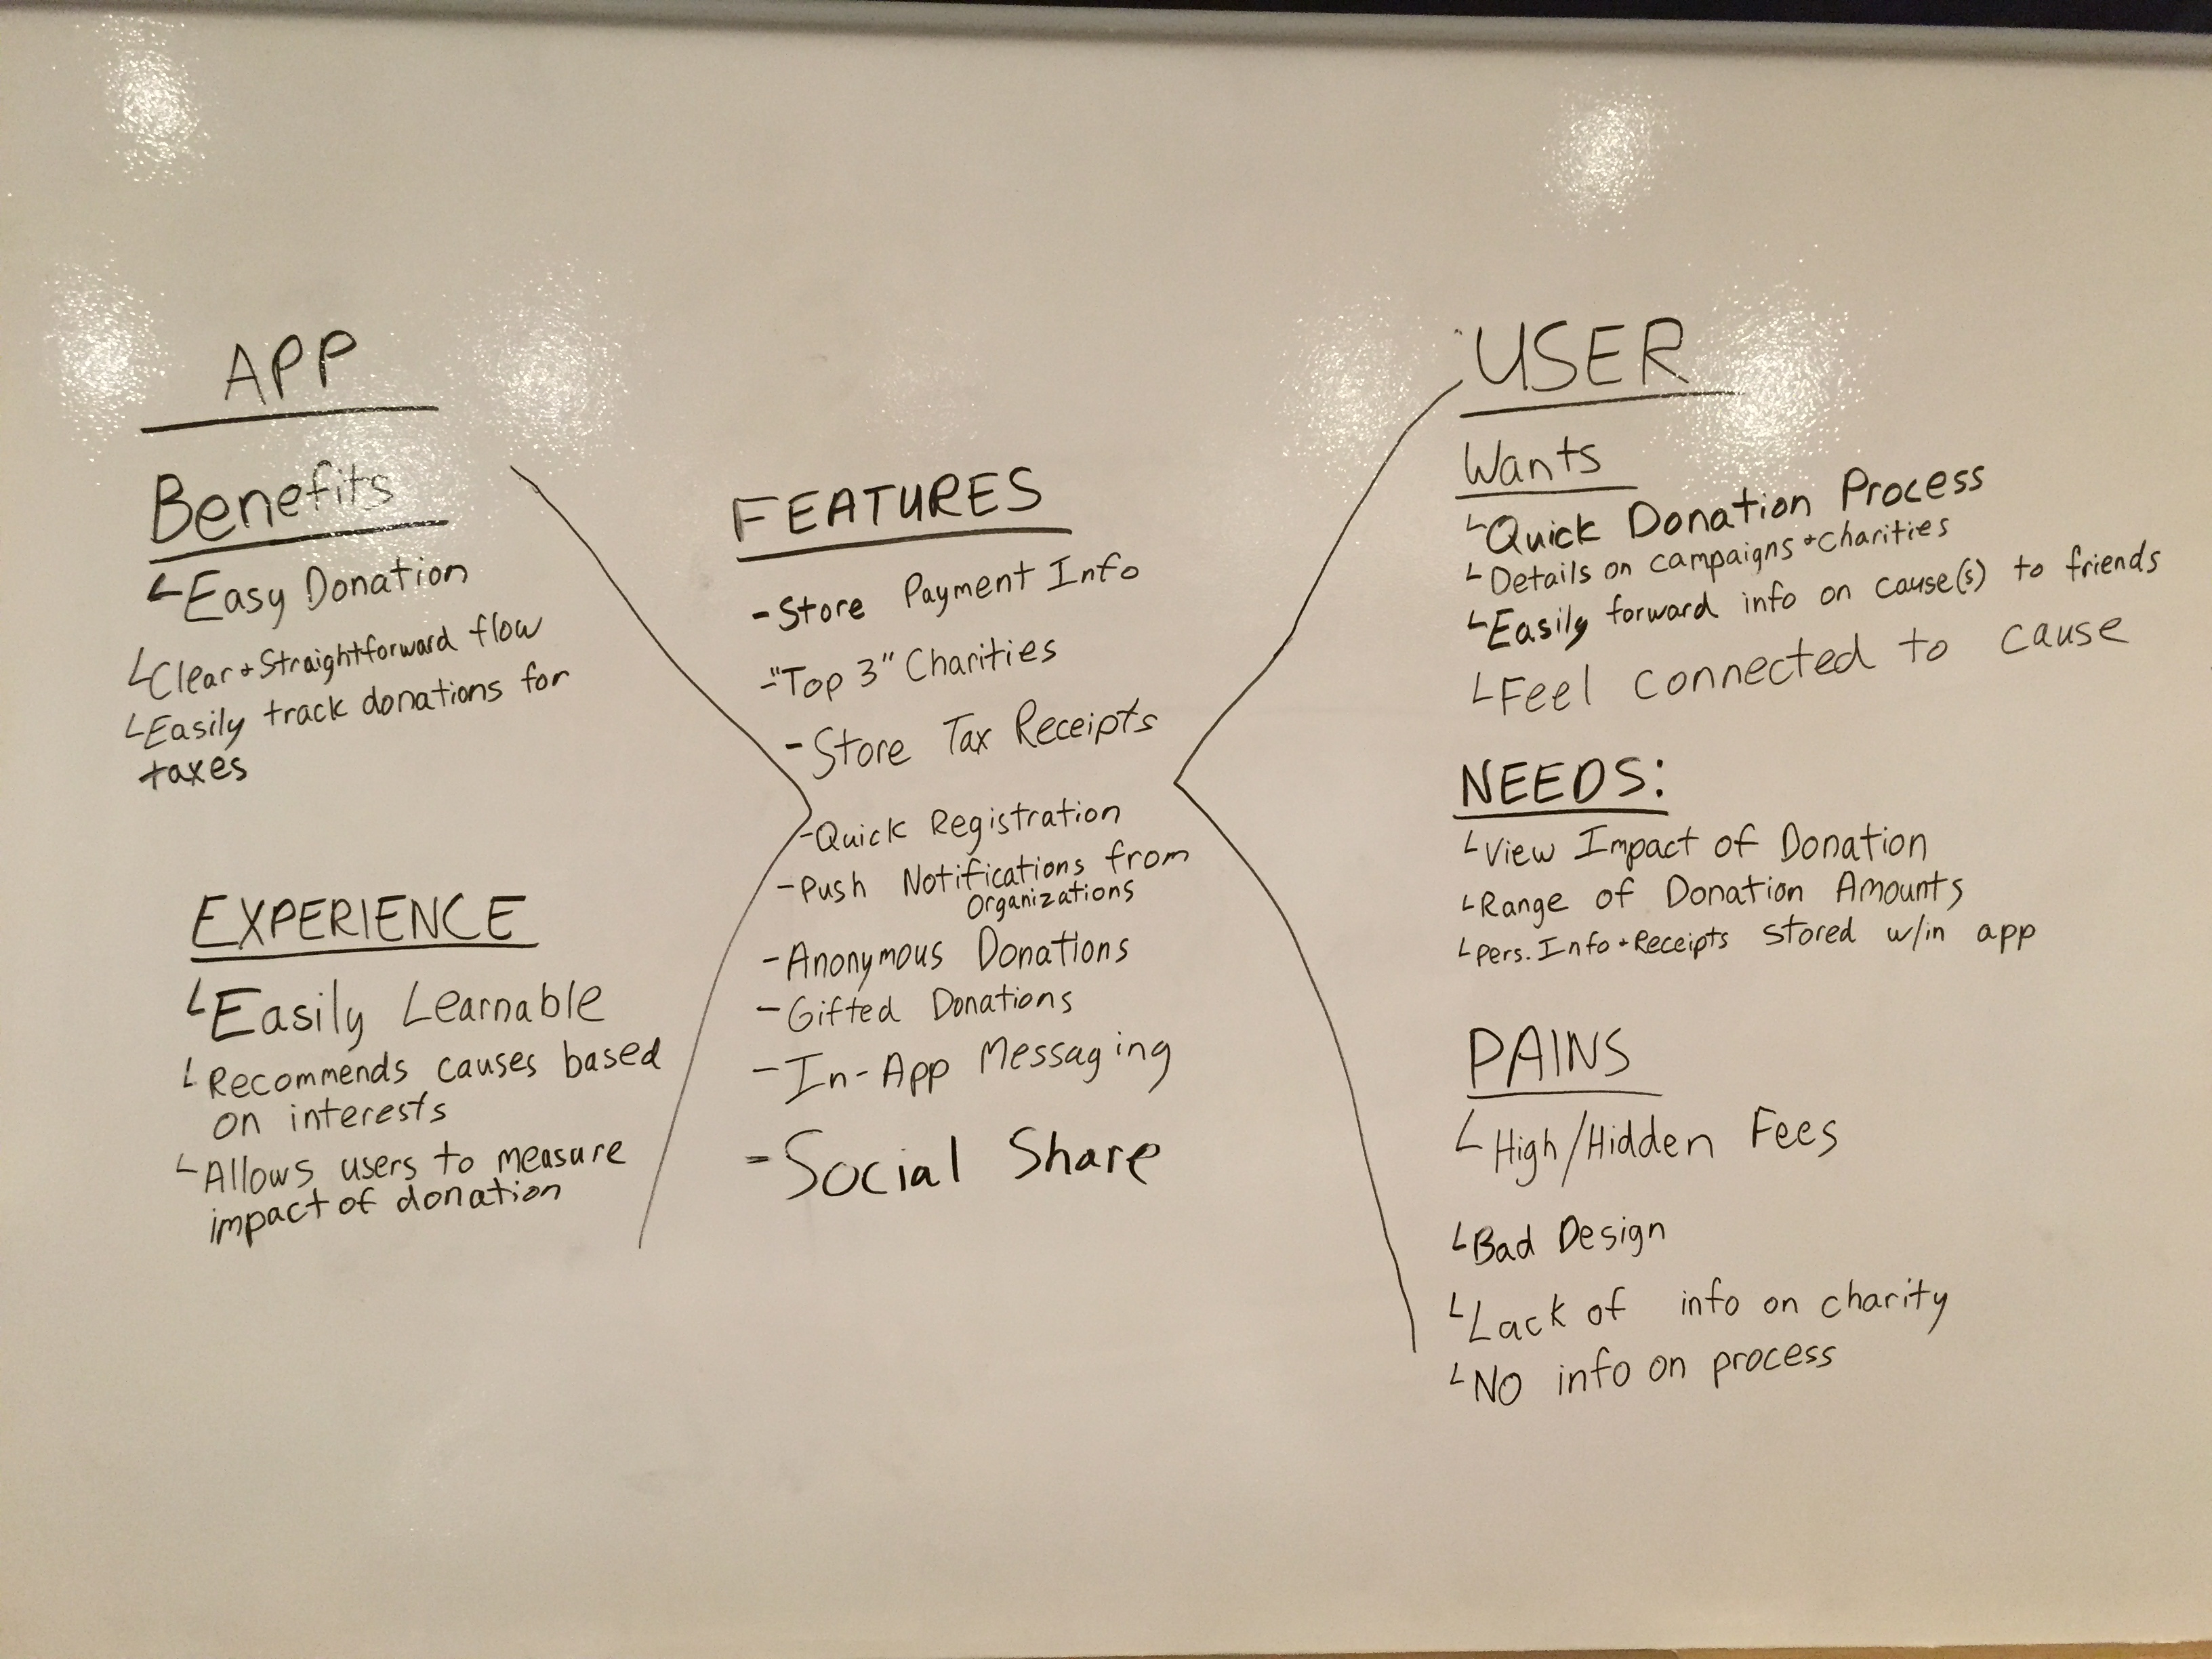 APP
Benefits
Easy Donation
Clear + Straightforward flow
Easily track donations for
taxes
EXPERIENCE
Easily Learnable
Recommends causes based
on interests
Allows users to measure
impact of donation
FEATURES
- Store Payment Info
- "Top 3" Charities
- Store Tax Receipts
- Quick Registration
- Push Notifications from
Organizations
- Anonymous Donations
- Gifted Donations
- In-App Messaging
- Social Share
USER
Wants
Quick Donation Process
Details on campaigns + charities
Easily forward info on cause(s) to friends
Feel connected to cause
NEEDS:
View Impact of Donation
Range of Donation Amounts
Pers. Info + Receipts stored w/in app
PAINS
High/Hidden Fees
Bad Design
Lack of info on charity
No info on process